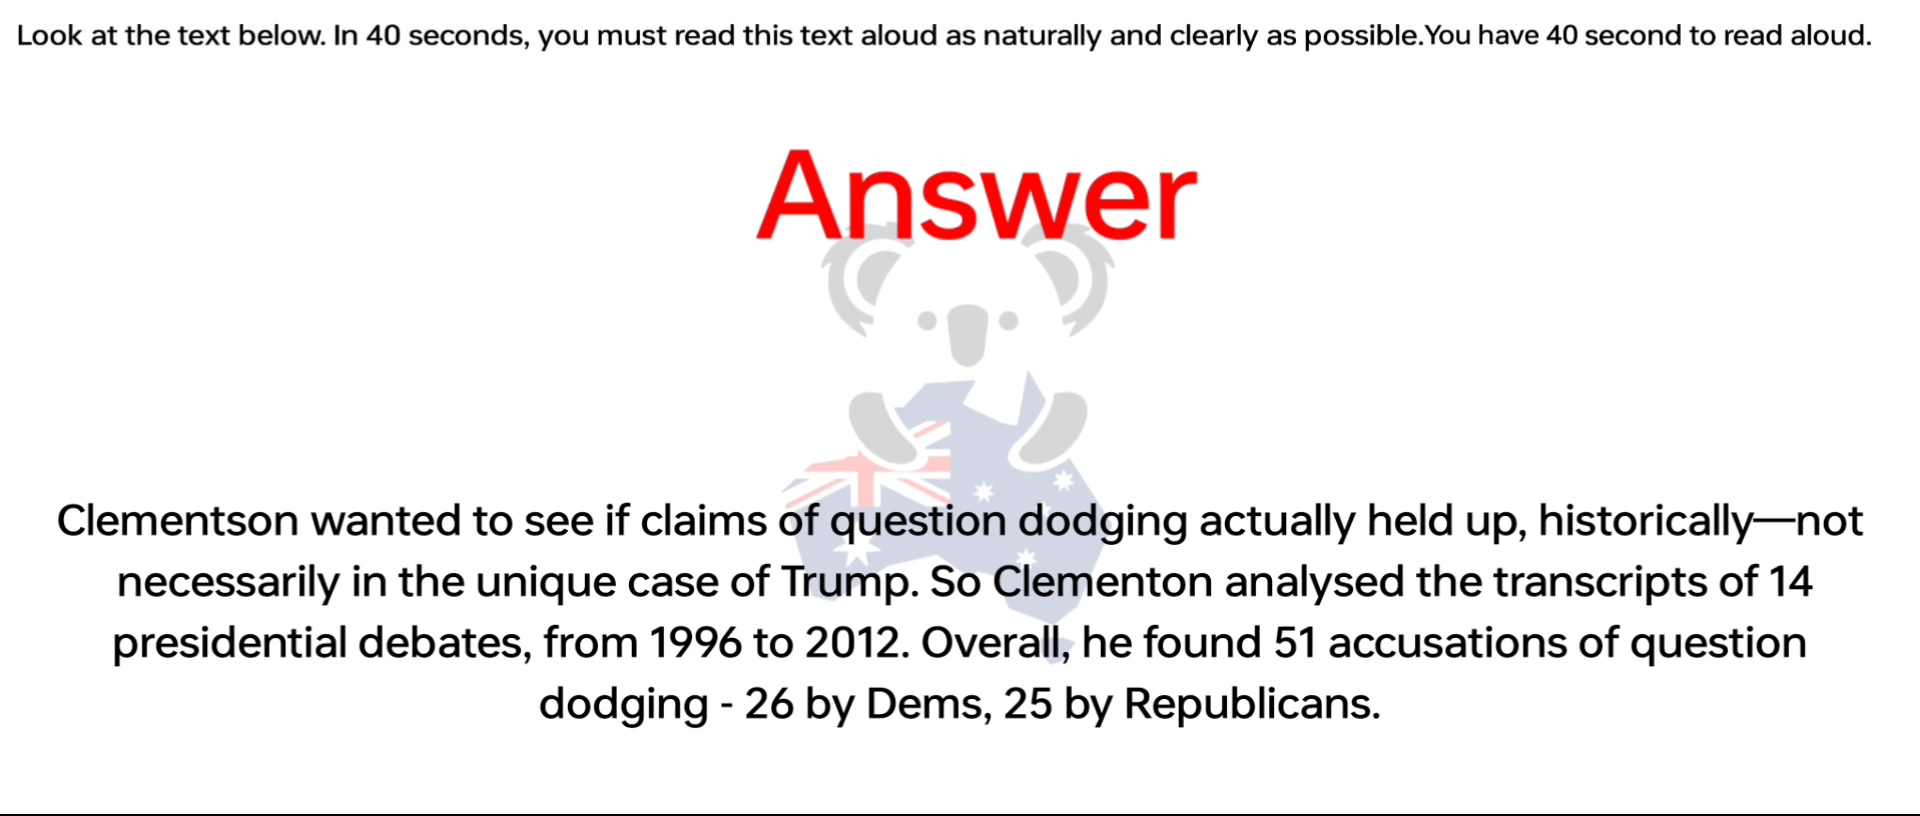 Look at the text below. In 40 seconds, you must read this text aloud as naturally and clearly as possible.You have 40 second to read aloud.
Answer
Clementson wanted to see if claims of question dodging actually held up, historically—not
necessarily in the unique case of Trump. So Clementon analysed the transcripts of 14
presidential debates, from 1996 to 2012. Overall, he found 51 accusations of question
dodging - 26 by Dems, 25 by Republicans.